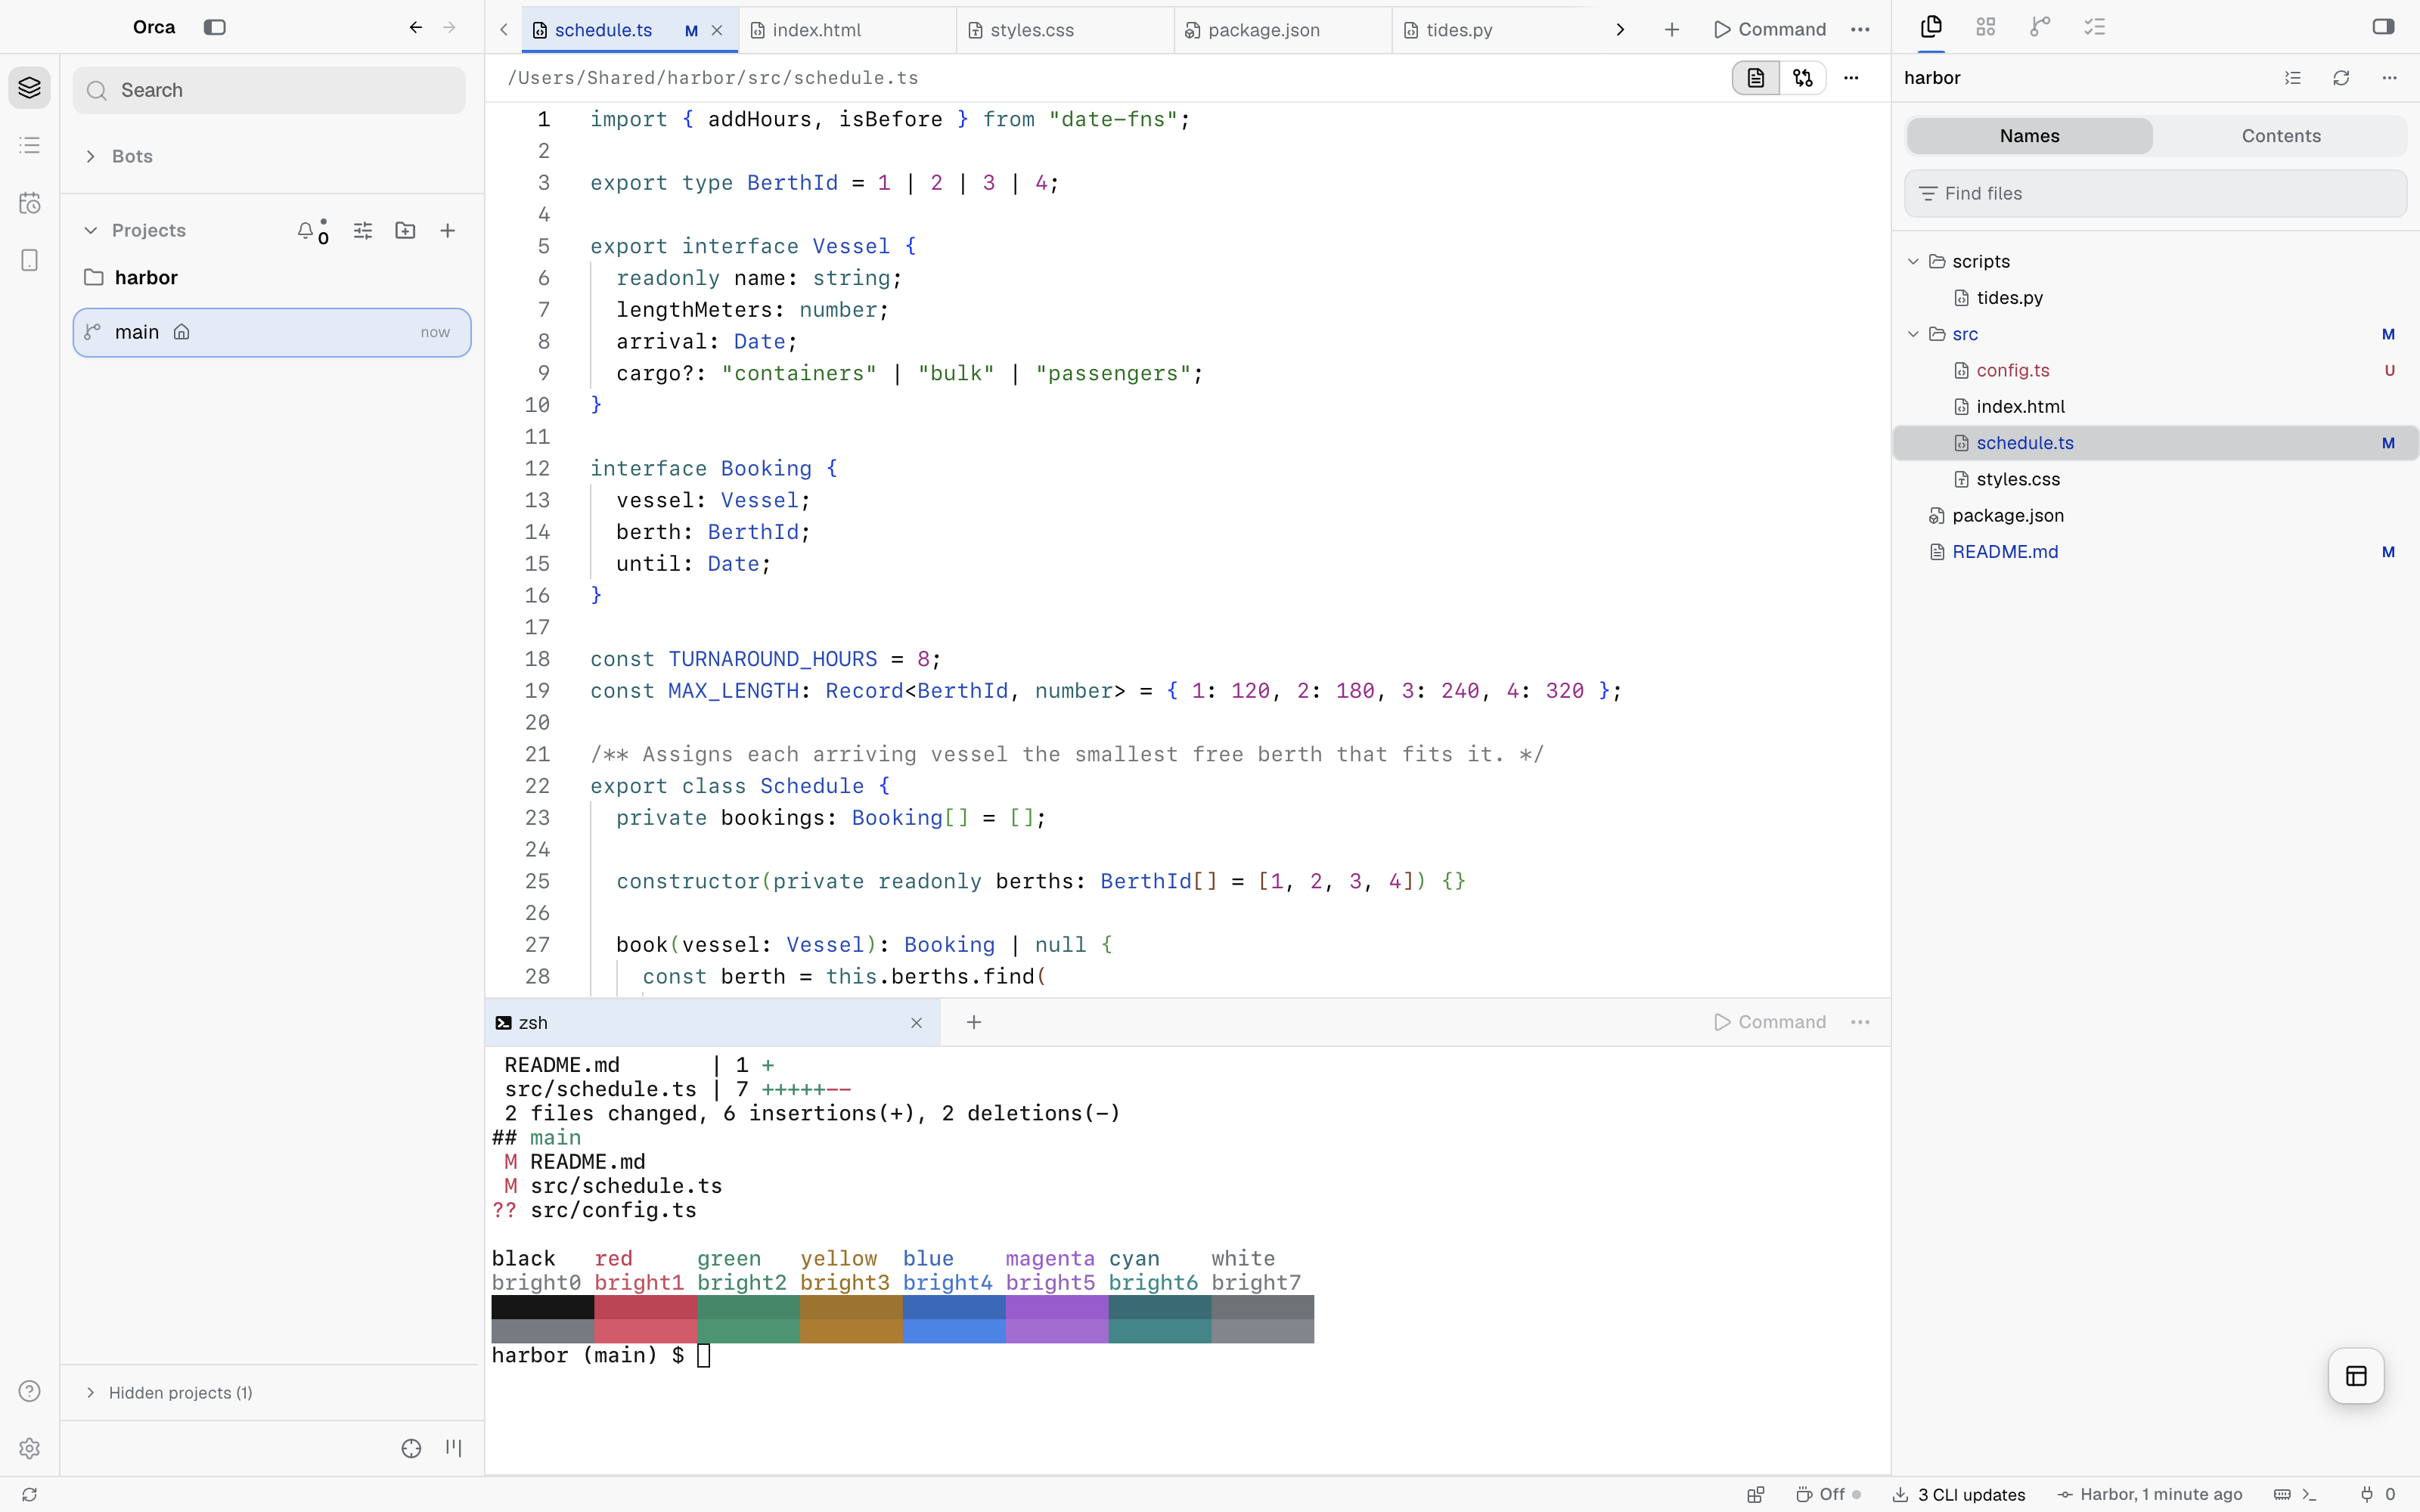 Orca
Search
Bots
Projects
0
harbor
main
now
Hidden projects (1)
schedule.ts M
index.html
styles.css
package.json
tides.py
Command
/Users/Shared/harbor/src/schedule.ts
1 import { addHours, isBefore } from "date-fns";
2
3 export type BerthId = 1 | 2 | 3 | 4;
4
5 export interface Vessel {
6 readonly name: string;
7 lengthMeters: number;
8 arrival: Date;
9 cargo?: "containers" | "bulk" | "passengers";
10 }
11
12 interface Booking {
13 vessel: Vessel;
14 berth: BerthId;
15 until: Date;
16 }
17
18 const TURNAROUND_HOURS = 8;
19 const MAX_LENGTH: Record<BerthId, number> = { 1: 120, 2: 180, 3: 240, 4: 320 };
20
21 /** Assigns each arriving vessel the smallest free berth that fits it. */
22 export class Schedule {
23 private bookings: Booking[] = [];
24
25 constructor(private readonly berths: BerthId[] = [1, 2, 3, 4]) {}
26
27 book(vessel: Vessel): Booking | null {
28 const berth = this.berths.find(
zsh
Command
README.md | 1 +
src/schedule.ts | 7 +++++--
2 files changed, 6 insertions(+), 2 deletions(-)
## main
M README.md
M src/schedule.ts
?? src/config.ts
black red green yellow blue magenta cyan white
bright0 bright1 bright2 bright3 bright4 bright5 bright6 bright7
harbor (main) $
harbor
Names
Contents
Find files
scripts
tides.py
src M
config.ts U
index.html
schedule.ts M
styles.css
package.json
README.md M
Off
3 CLI updates
Harbor, 1 minute ago
0